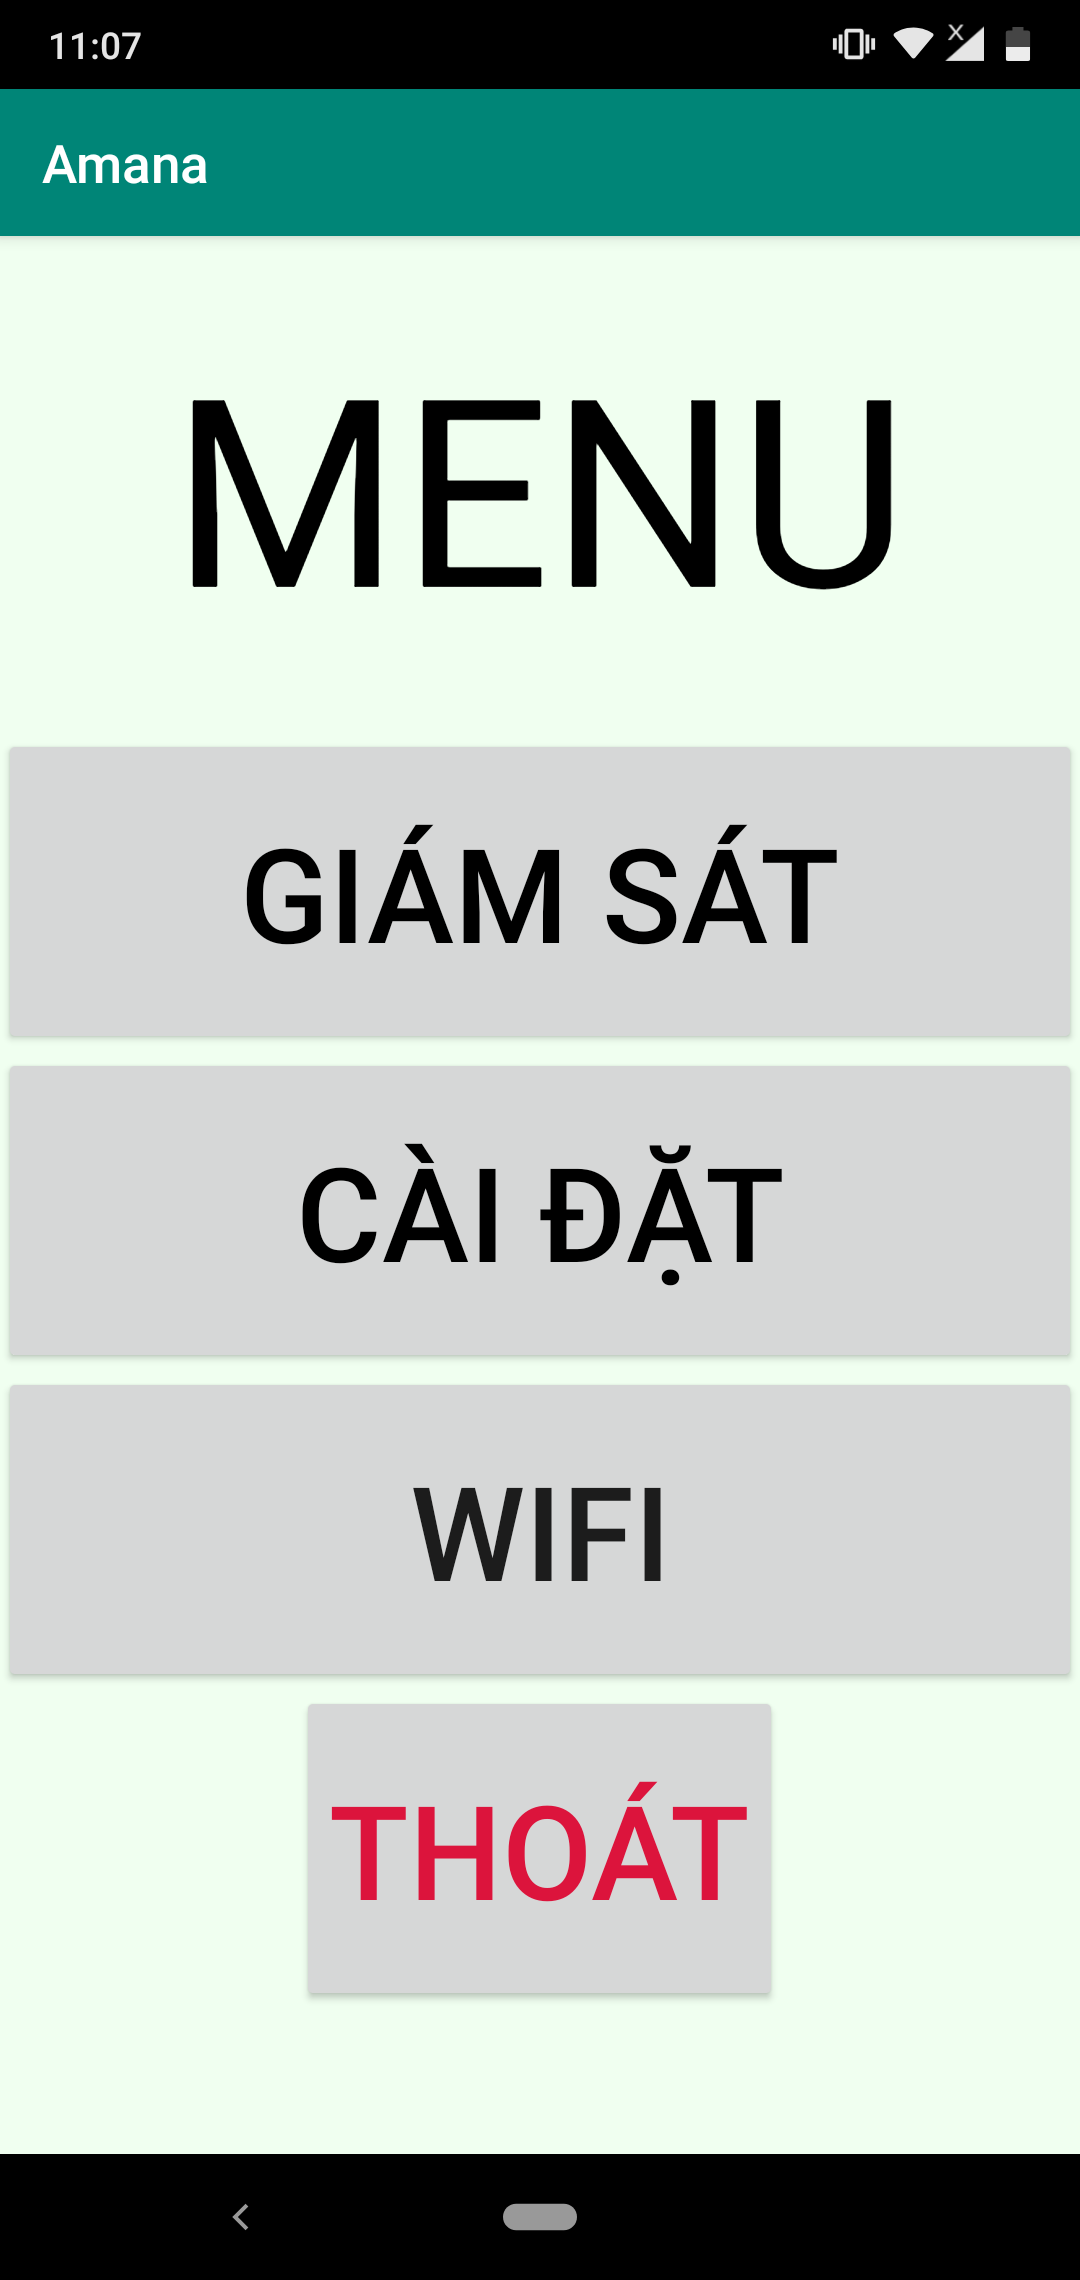 11:07
Amana
MENU
GIÁM SÁT
CÀI ĐẶT
WIFI
THOÁT